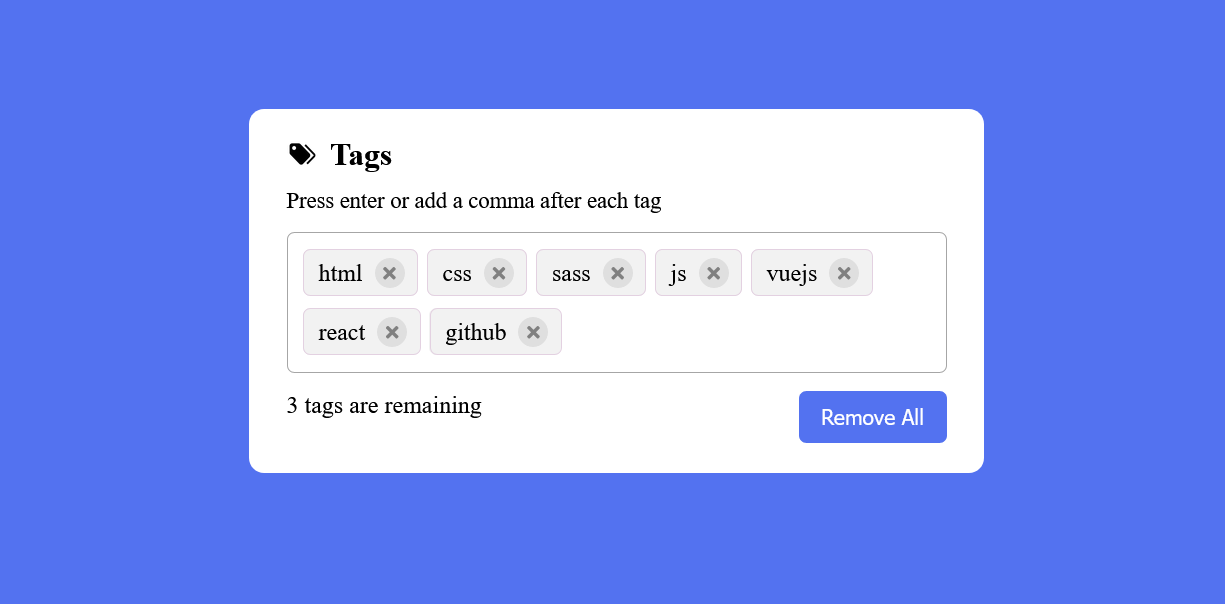 Tags
Press enter or add a comma after each tag
html css sass js vuejs
react github
3 tags are remaining
Remove All